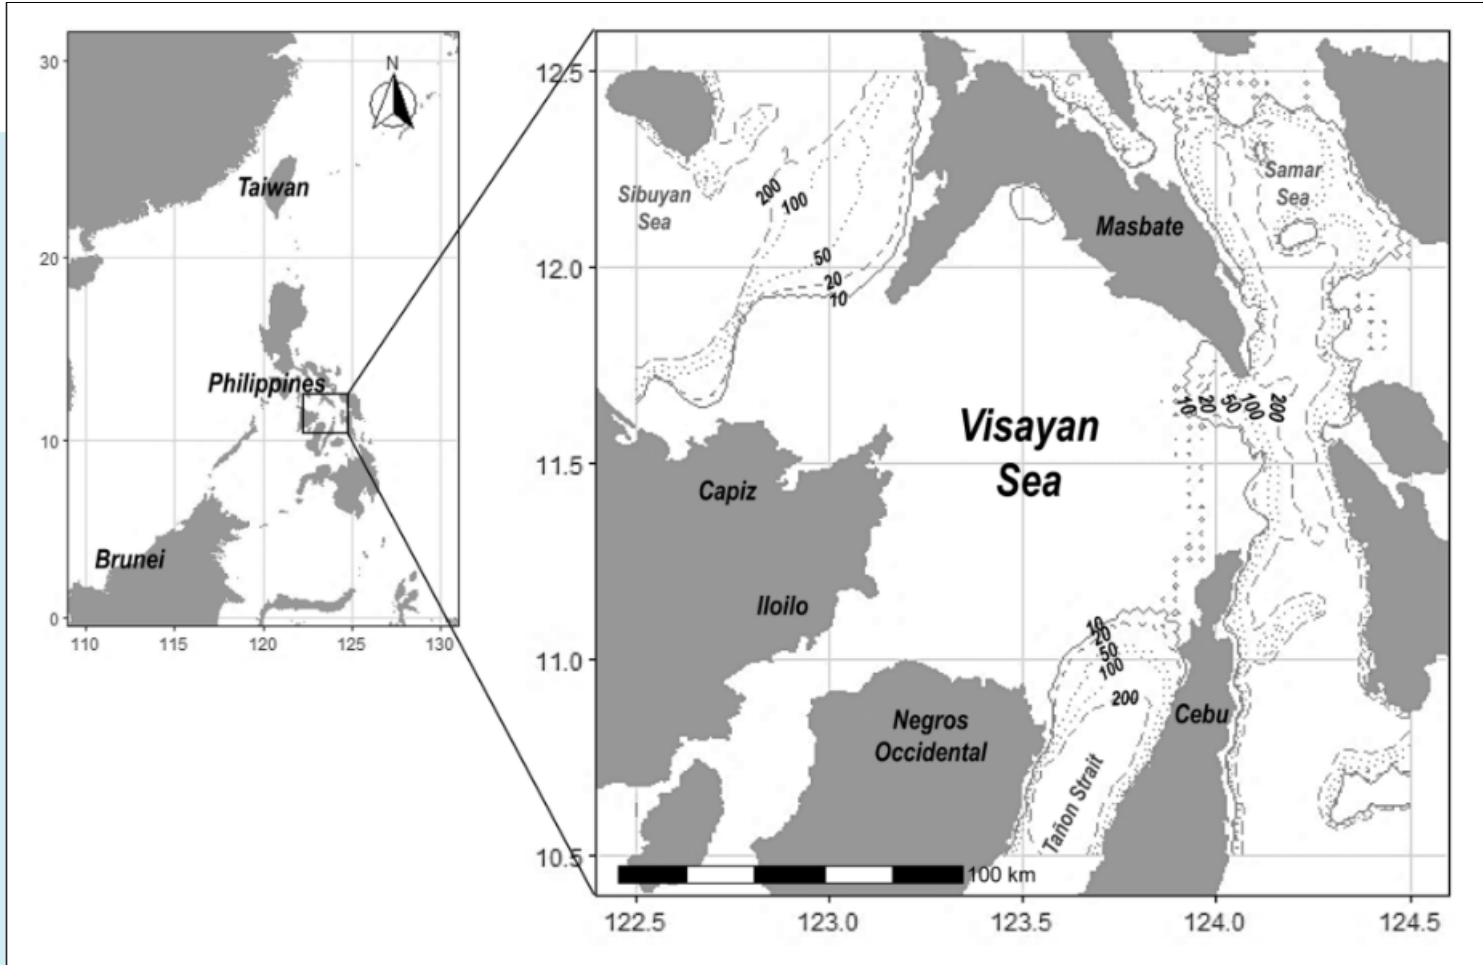 N
30
20
10
0
110
115
120
125
130
Taiwan
Philippines
Brunei
12.5
12.0
11.5
11.0
10.5
122.5
123.0
123.5
124.0
124.5
Sibuyan
Sea
200
100
50
20
10
Masbate
Samar
Sea
10
20
50
100
200
Visayan
Sea
Capiz
Iloilo
10
20
50
100
200
Negros
Occidental
Cebu
Tañon Strait
100 km